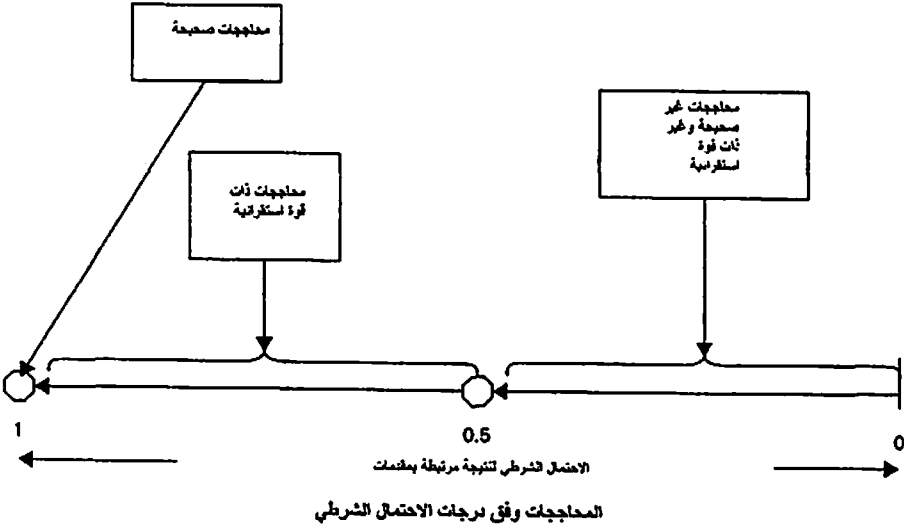 محاججات صحيحة
محاججات غير
صحيحة وغير
ذات قوة
استقرائية
محاججات ذات
قوة استقرائية
1
0.5
0
الاحتمال الشرطي لنتيجة مرتبطة بمقدمات
المحاججات وفق درجات الاحتمال الشرطي